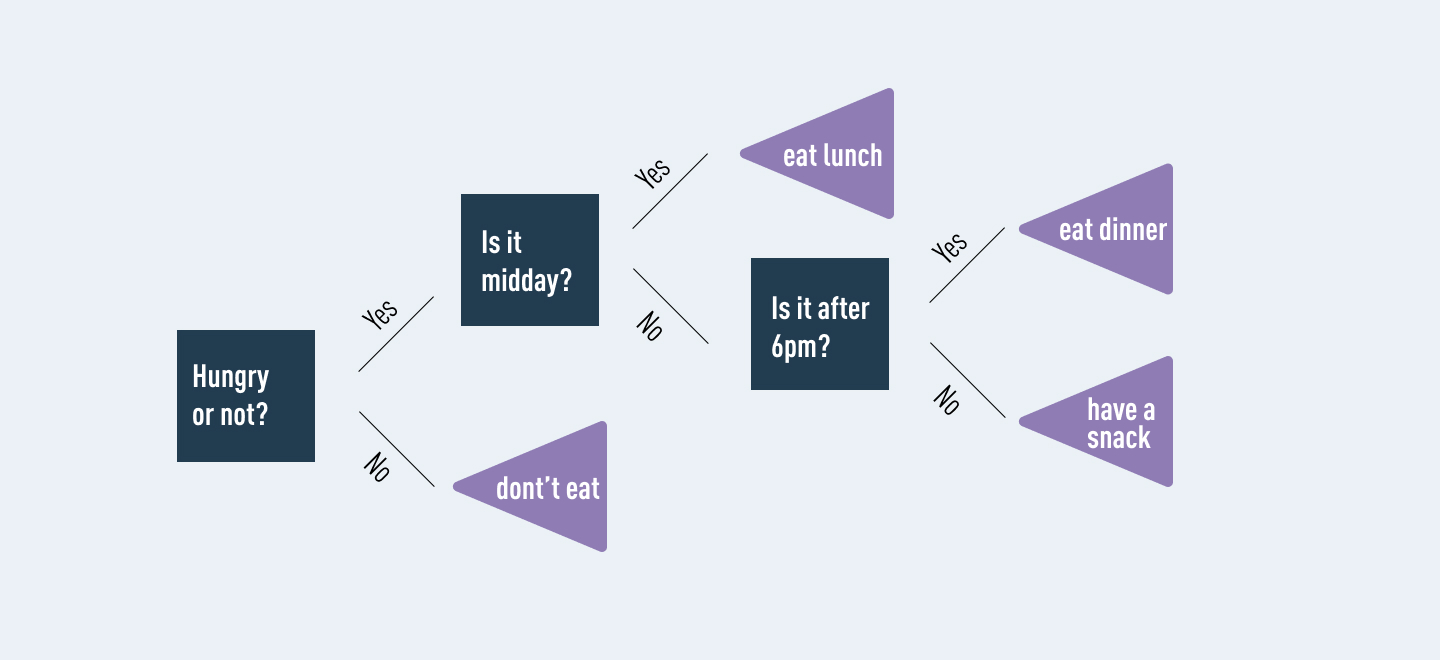 Hungry
or not?
Yes
No
Is it
midday?
dont't eat
Yes
No
eat lunch
Is it after
6pm?
Yes
No
eat dinner
have a
snack